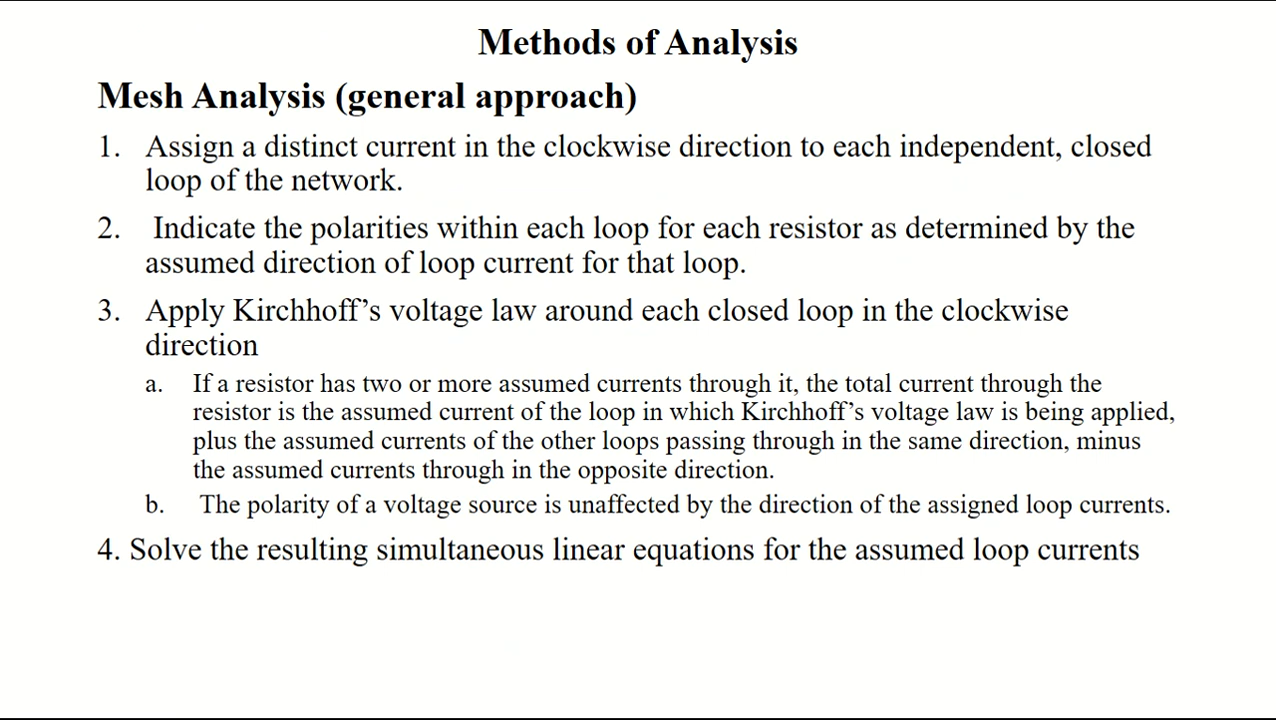 Methods of Analysis
Mesh Analysis (general approach)
1. Assign a distinct current in the clockwise direction to each independent, closed
loop of the network.
2. Indicate the polarities within each loop for each resistor as determined by the
assumed direction of loop current for that loop.
3. Apply Kirchhoff’s voltage law around each closed loop in the clockwise
direction
a. If a resistor has two or more assumed currents through it, the total current through the
resistor is the assumed current of the loop in which Kirchhoff’s voltage law is being applied,
plus the assumed currents of the other loops passing through in the same direction, minus
the assumed currents through in the opposite direction.
b. The polarity of a voltage source is unaffected by the direction of the assigned loop currents.
4. Solve the resulting simultaneous linear equations for the assumed loop currents